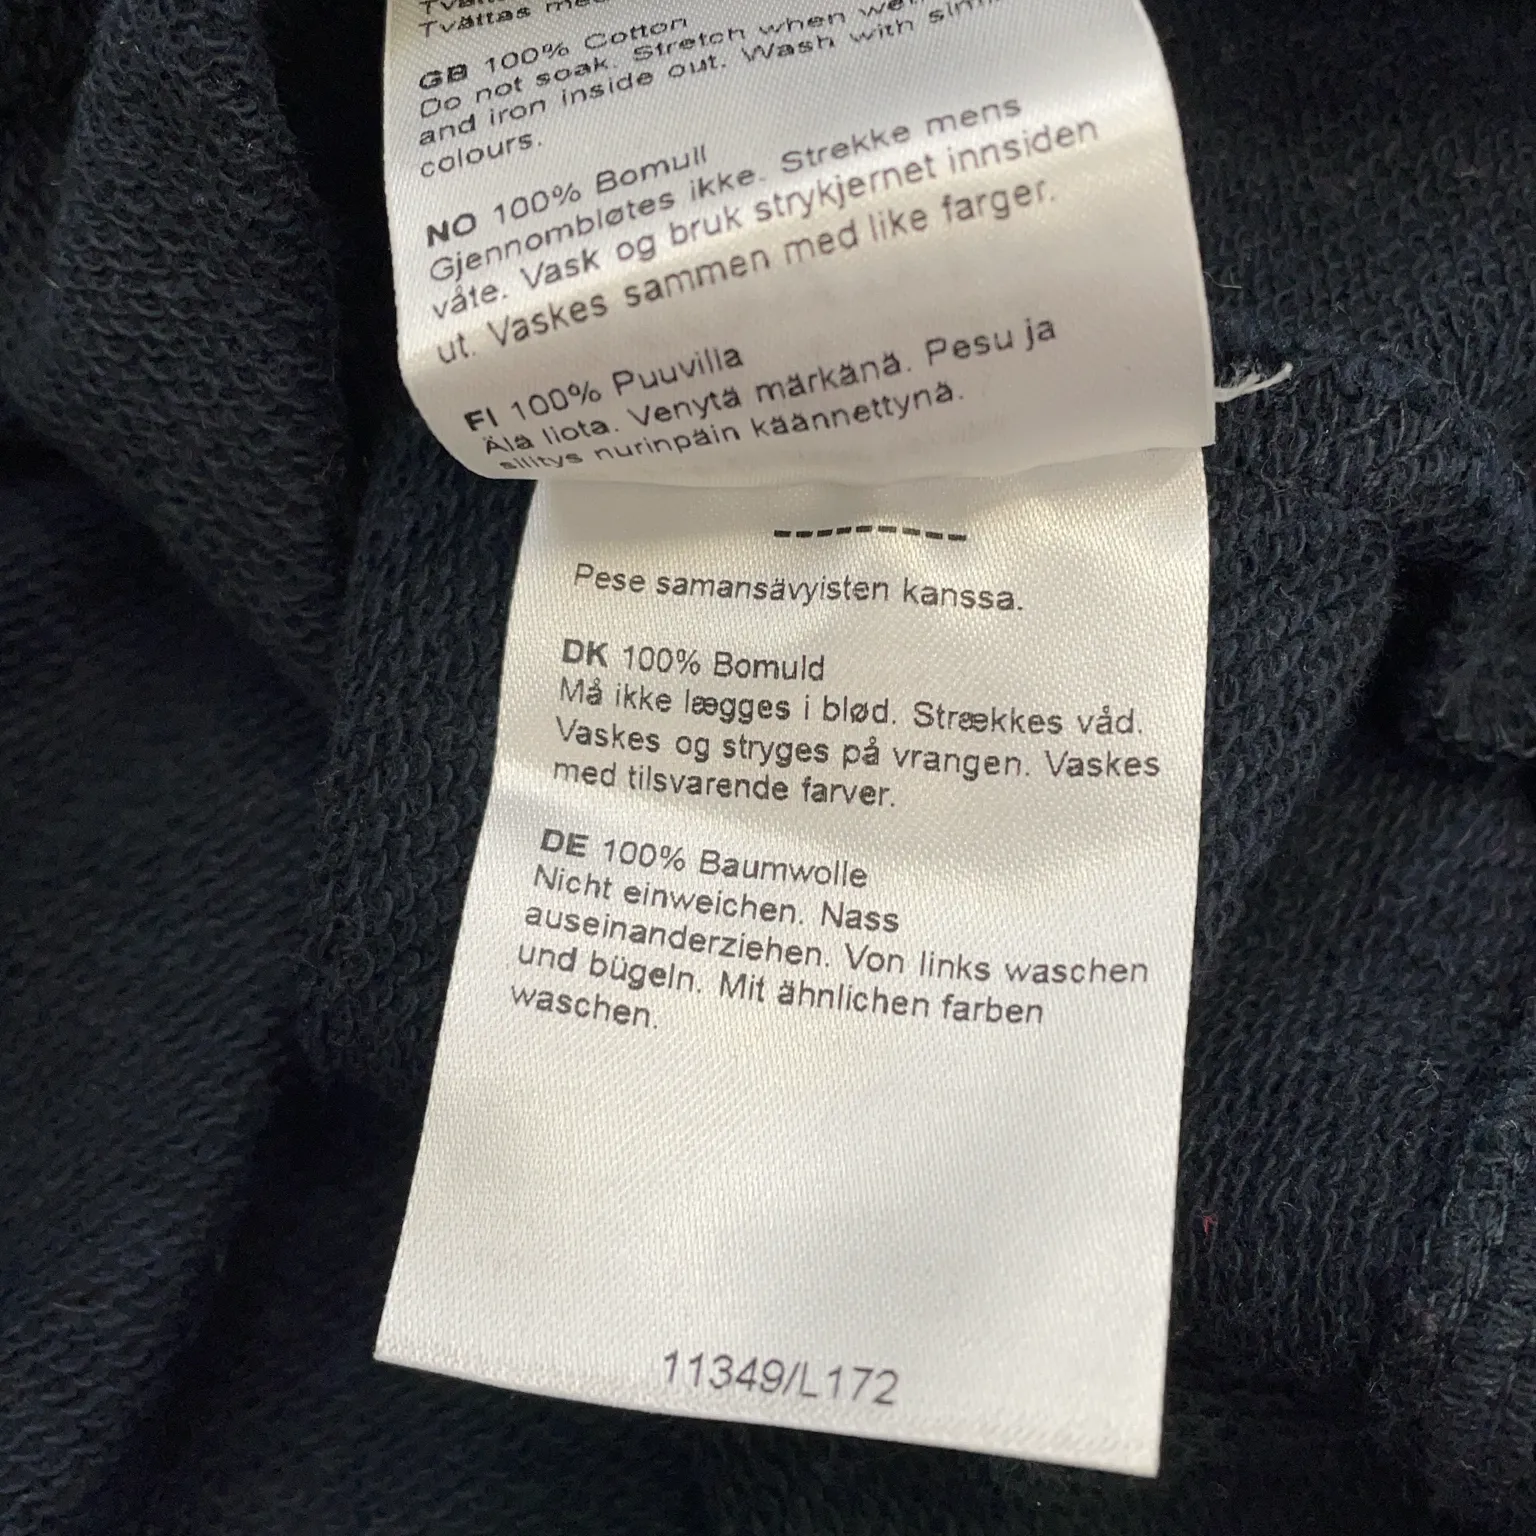 Tvättas
GB 100% Cotton
Do not soak. Stretch when
and iron inside out. Wash with
colours.
NO 100% Bomull
Gjennombløtes ikke. Strekke mens
våte. Vask og bruk strykjernet innsiden
ut. Vaskes sammen med like farger.
FI 100% Puuvilla
Älä liota. Venytä märkänä. Pesu ja
silitys nurinpäin käännettynä.
---------
Pese samansävyisten kanssa.
DK 100% Bomuld
Må ikke lægges i blød. Strækkes våd.
Vaskes og stryges på vrangen. Vaskes
med tilsvarende farver.
DE 100% Baumwolle
Nicht einweichen. Nass
auseinanderziehen. Von links waschen
und bügeln. Mit ähnlichen farben
waschen.
11349/L172